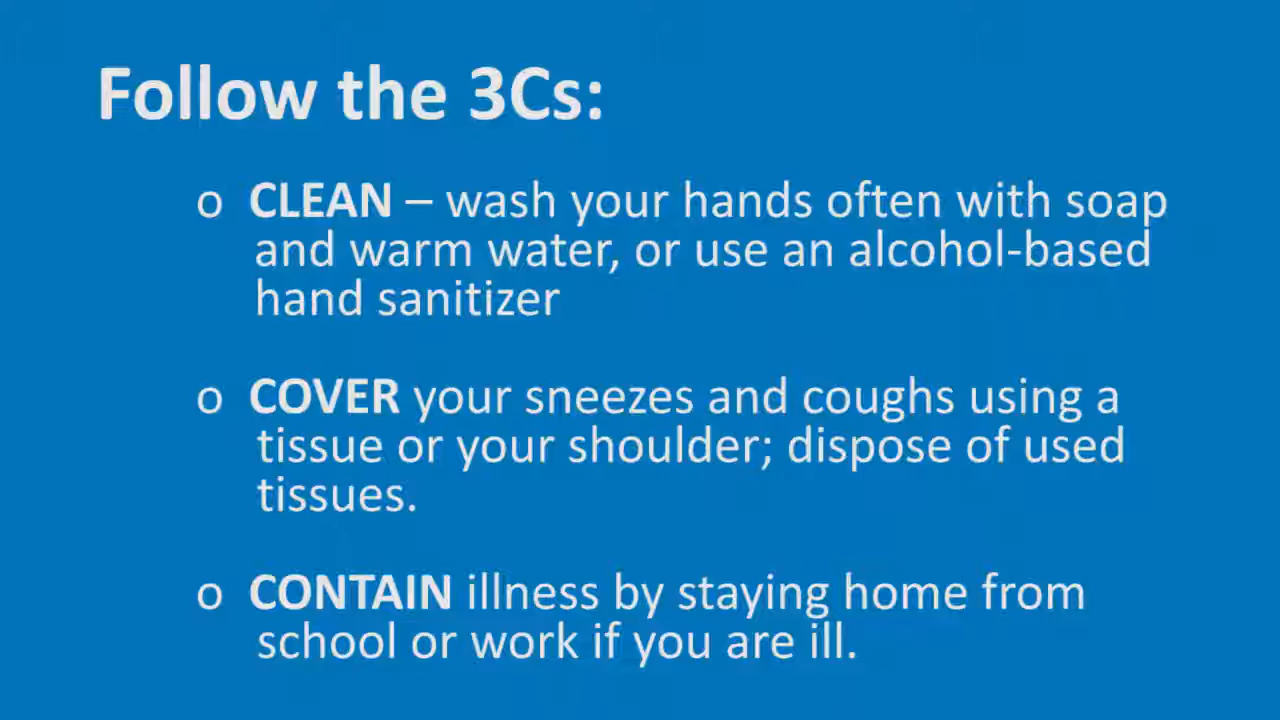 Follow the 3Cs:
o CLEAN – wash your hands often with soap
and warm water, or use an alcohol-based
hand sanitizer
o COVER your sneezes and coughs using a
tissue or your shoulder; dispose of used
tissues.
o CONTAIN illness by staying home from
school or work if you are ill.